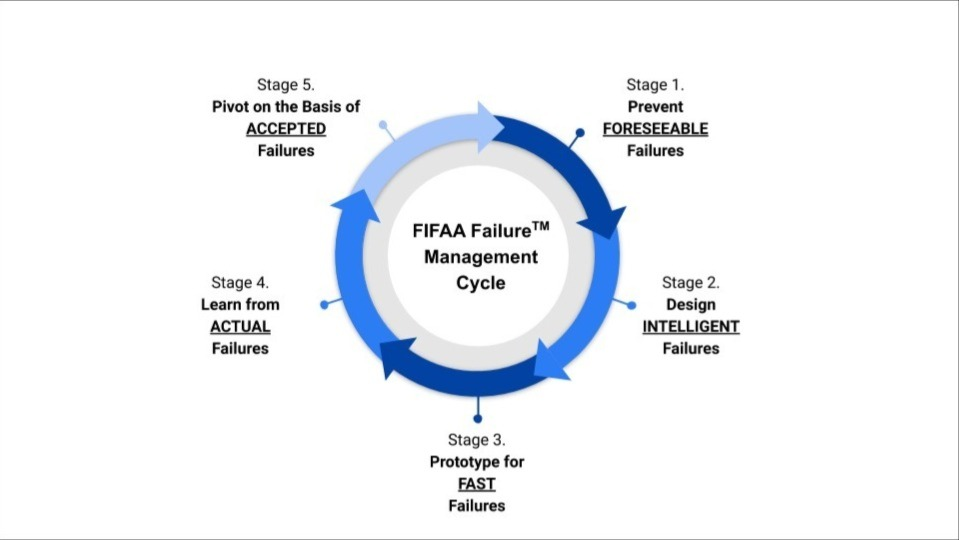 Stage 1.
Prevent
FORESEEABLE
Failures
Stage 2.
Design
INTELLIGENT
Failures
Stage 3.
Prototype for
FAST
Failures
Stage 4.
Learn from
ACTUAL
Failures
Stage 5.
Pivot on the Basis of
ACCEPTED
Failures
FIFAA Failure™
Management
Cycle